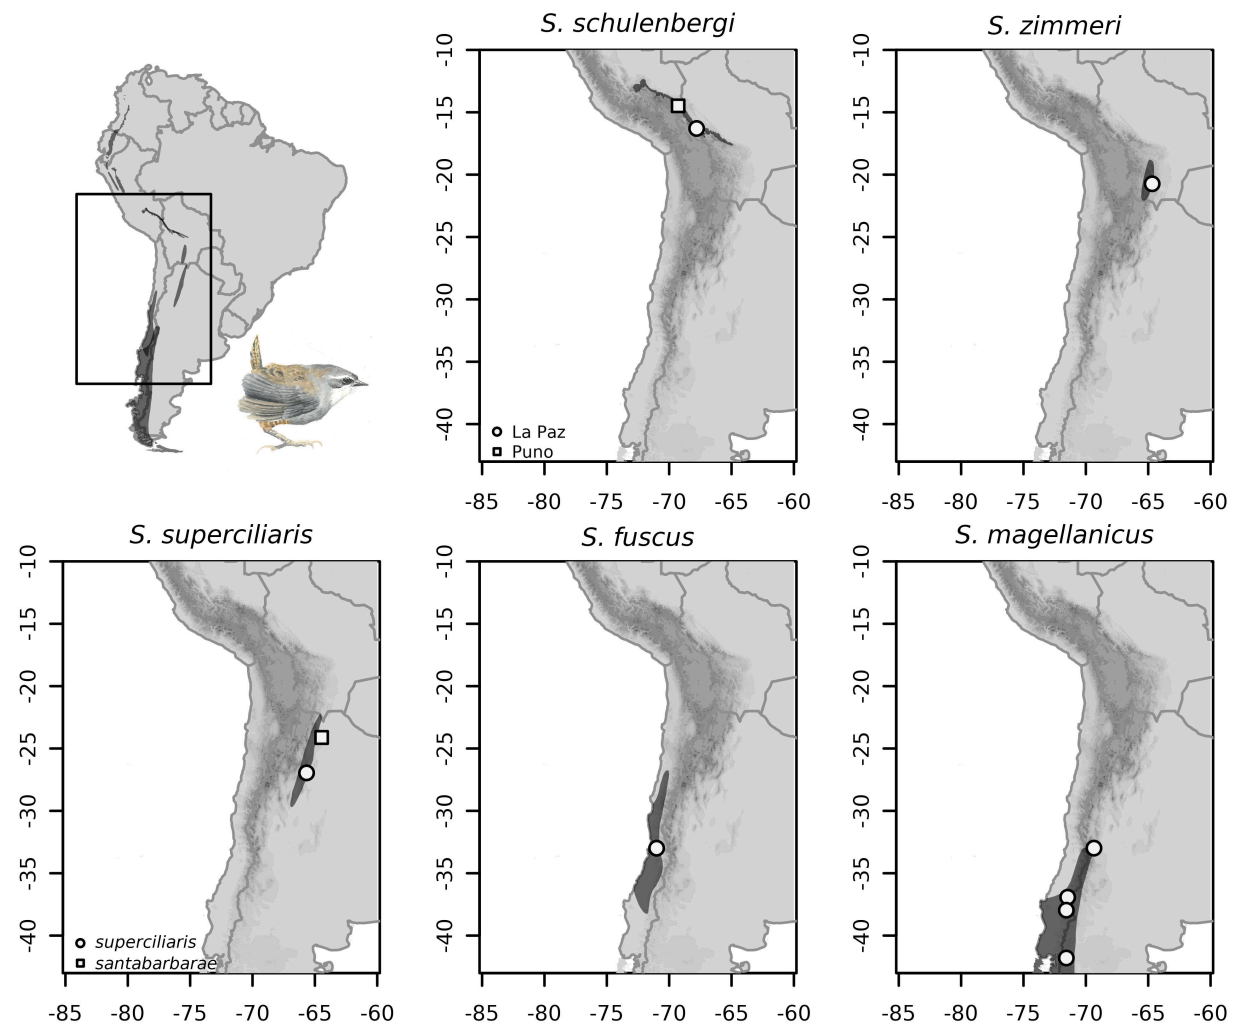 S. schulenbergi
-10
-15
-20
-25
-30
-35
-40
La Paz
Puno
-85 -80 -75 -70 -65 -60
S. zimmeri
-10
-15
-20
-25
-30
-35
-40
-85 -80 -75 -70 -65 -60
S. superciliaris
-10
-15
-20
-25
-30
-35
-40
superciliaris
santabarbarae
-85 -80 -75 -70 -65 -60
S. fuscus
-10
-15
-20
-25
-30
-35
-40
-85 -80 -75 -70 -65 -60
S. magellanicus
-10
-15
-20
-25
-30
-35
-40
-85 -80 -75 -70 -65 -60